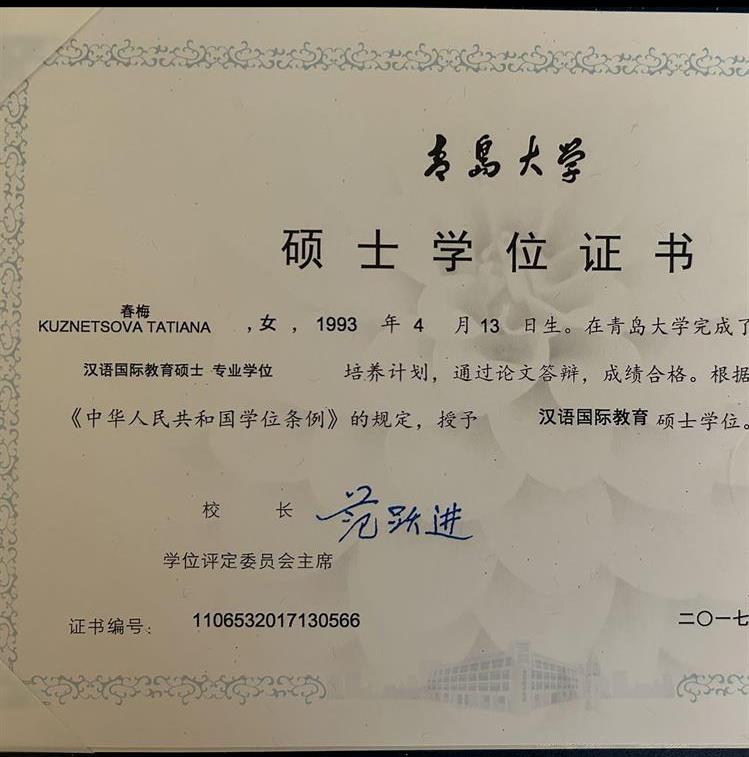 青岛大学
硕士学位证书
春梅
KUZNETSOVA TATIANA ，女，1993 年 4 月 13 日生。在青岛大学完成了
汉语国际教育硕士 专业学位 培养计划，通过论文答辩，成绩合格。根据
《中华人民共和国学位条例》的规定，授予 汉语国际教育 硕士学位。
校 长 范跃进
学位评定委员会主席
证书编号： 1106532017130566 二〇一七